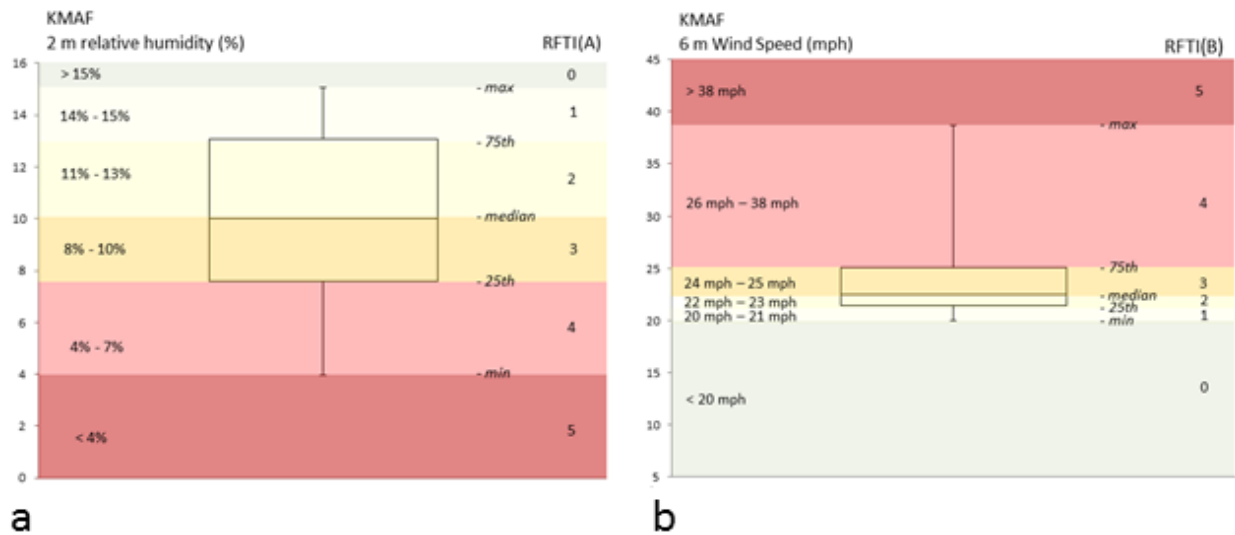 KMAF
2 m relative humidity (%)
RFTI(A)
16
14
12
10
8
6
4
2
0
> 15%
0
- max
14% - 15%
1
- 75th
11% - 13%
2
- median
8% - 10%
3
- 25th
4% - 7%
4
- min
< 4%
5
a
KMAF
6 m Wind Speed (mph)
RFTI(B)
45
40
35
30
25
20
15
10
5
> 38 mph
5
- max
26 mph – 38 mph
4
- 75th
24 mph – 25 mph
3
- median
22 mph – 23 mph
2
- 25th
20 mph – 21 mph
1
- min
< 20 mph
0
b